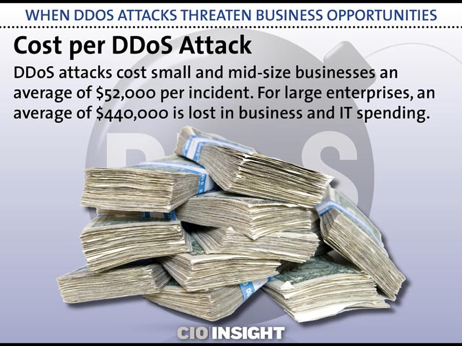 WHEN DDOS ATTACKS THREATEN BUSINESS OPPORTUNITIES
Cost per DDoS Attack
DDoS attacks cost small and mid-size businesses an
average of $52,000 per incident. For large enterprises, an
average of $440,000 is lost in business and IT spending.
CIO INSIGHT